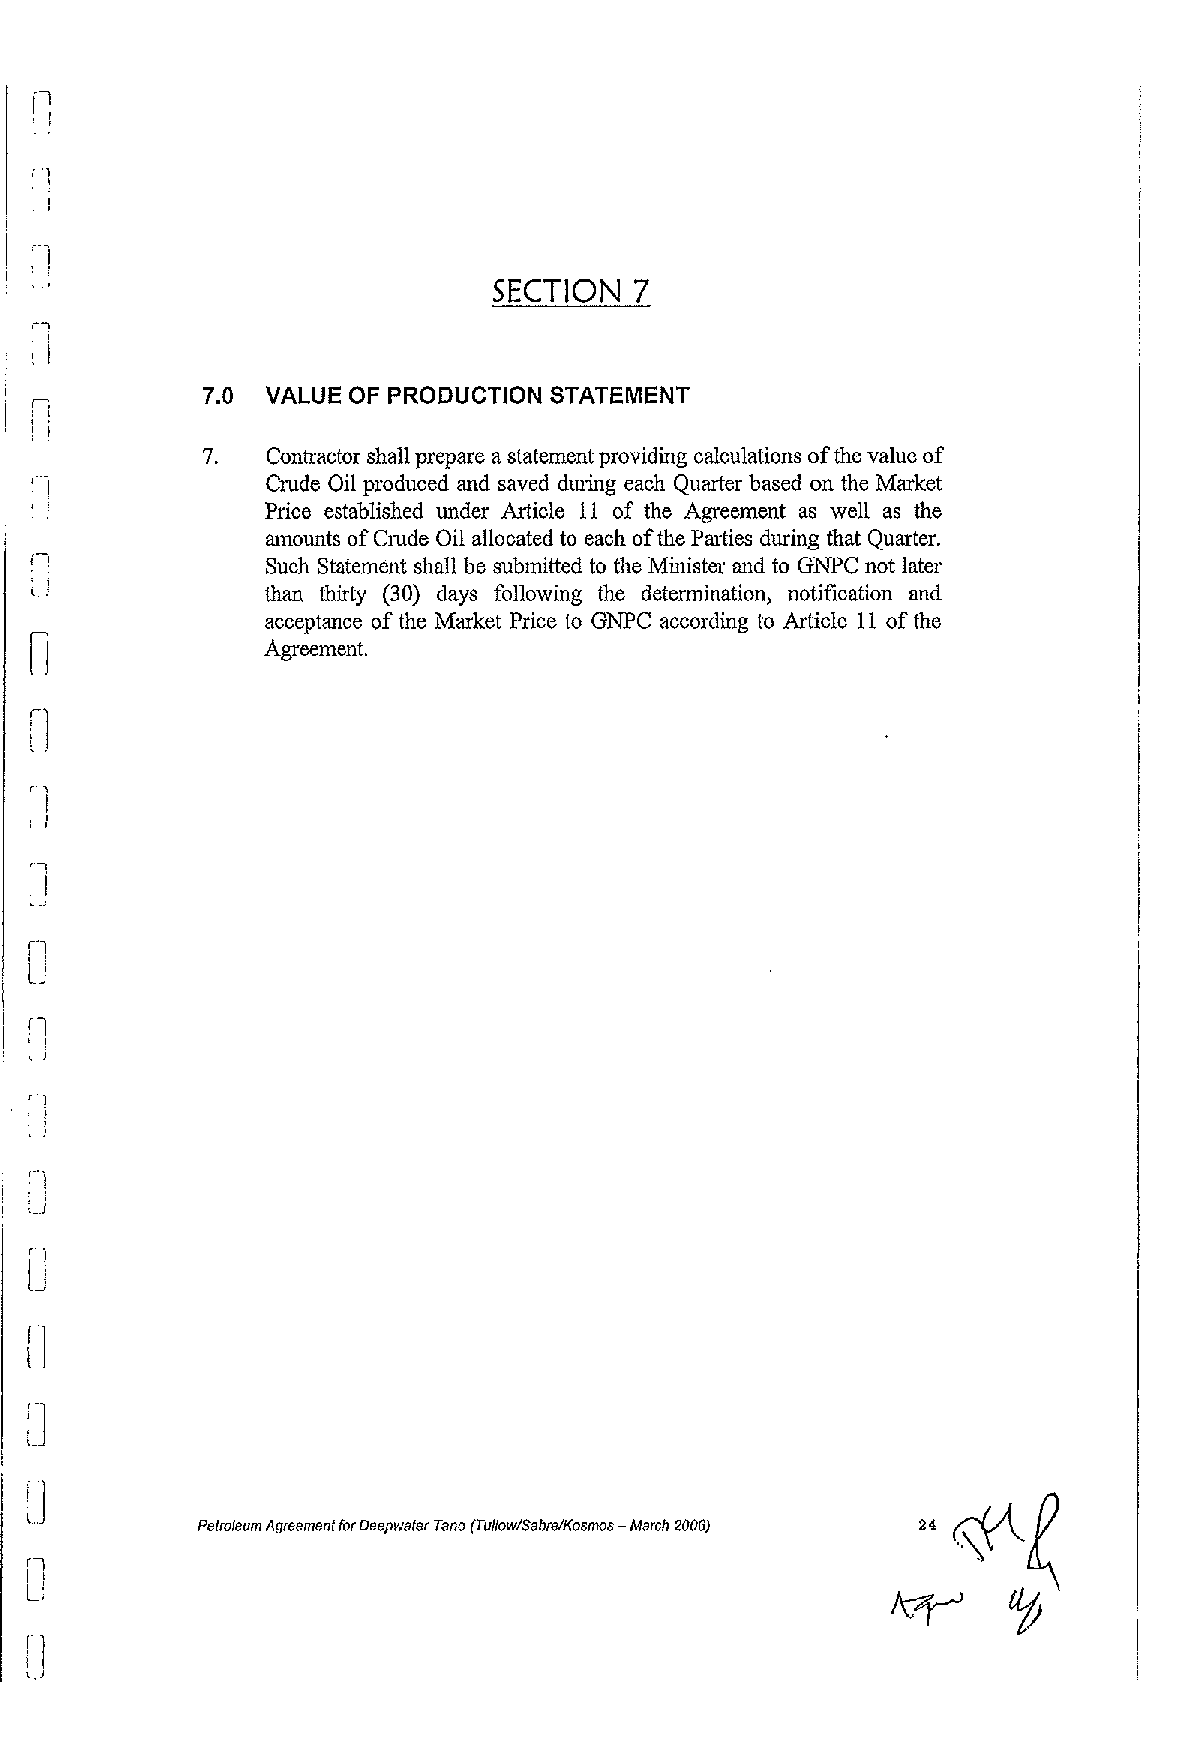 SECTION 7
7.0 VALUE OF PRODUCTION STATEMENT
7. Contractor shall prepare a statement providing calculations of the value of
Crude Oil produced and saved during each Quarter based on the Market
Price established under Article 11 of the Agreement as well as the
amounts of Crude Oil allocated to each of the Parties during that Quarter.
Such Statement shall be submitted to the Minister and to GNPC not later
than thirty (30) days following the determination, notification and
acceptance of the Market Price to GNPC according to Article 11 of the
Agreement.
Petroleum Agreement for Deepwater Tano (Tullow/Sabre/Kosmos – March 2006) 24